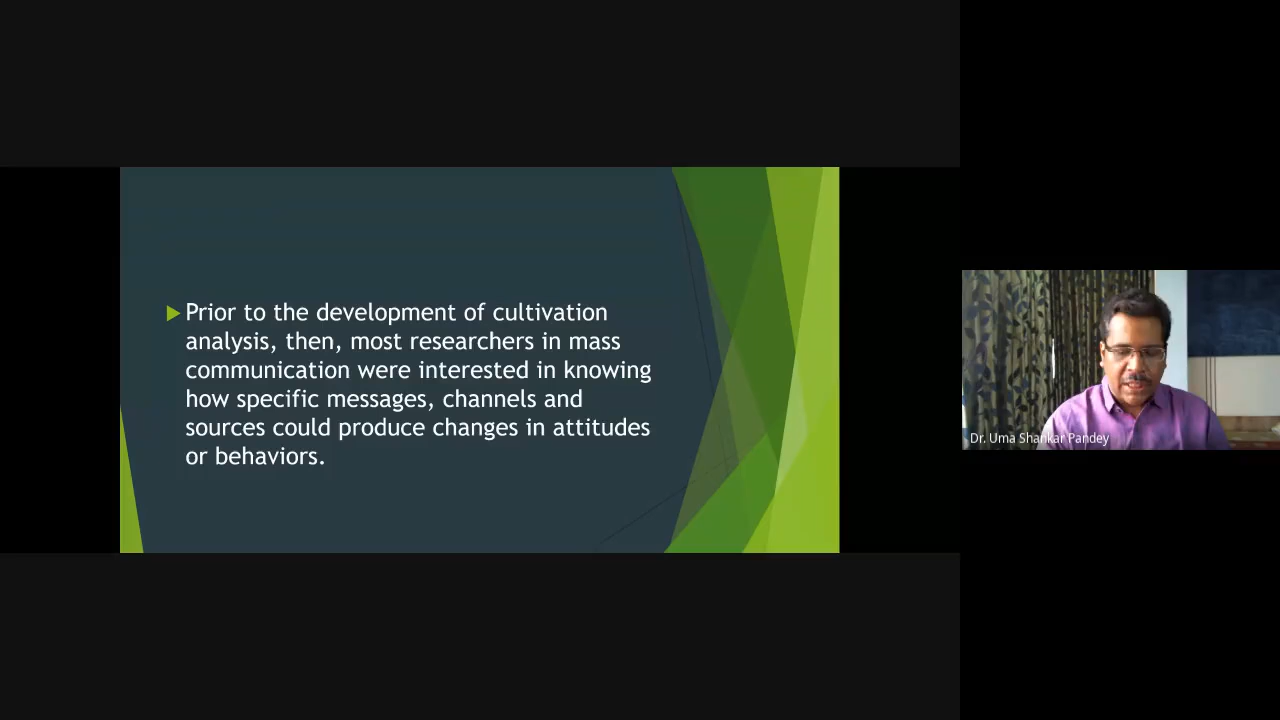 Prior to the development of cultivation
analysis, then, most researchers in mass
communication were interested in knowing
how specific messages, channels and
sources could produce changes in attitudes
or behaviors.
Dr. Uma Shankar Pandey